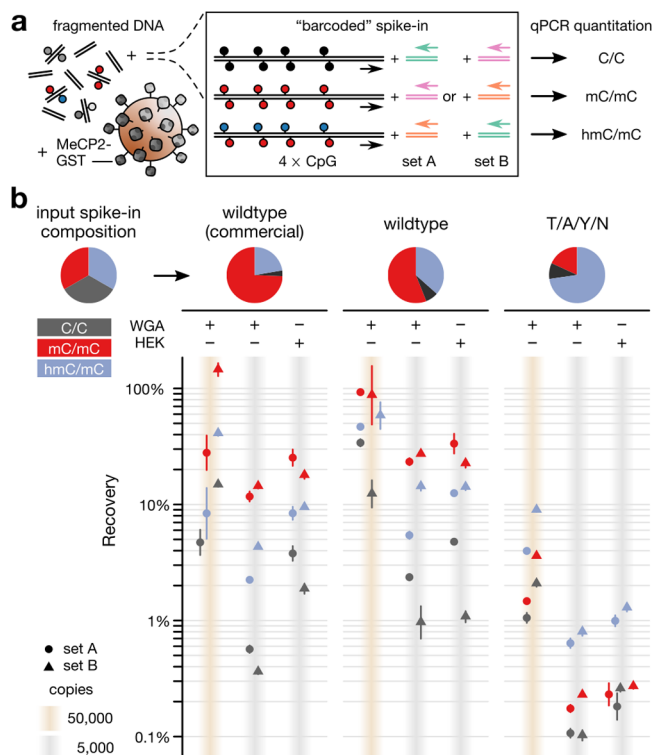 a
fragmented DNA
"barcoded" spike-in
qPCR quantitation
+
+
+
C/C
+
or
+
mC/mC
+
+
hmC/mC
+ MeCP2-
GST
4 × CpG
set A
set B
b
input spike-in
composition
wildtype
(commercial)
wildtype
T/A/Y/N
C/C
mC/mC
hmC/mC
WGA + + − + + − + + −
HEK − − + − − + − − +
100%
10%
1%
0.1%
Recovery
set A
set B
copies
50,000
5,000